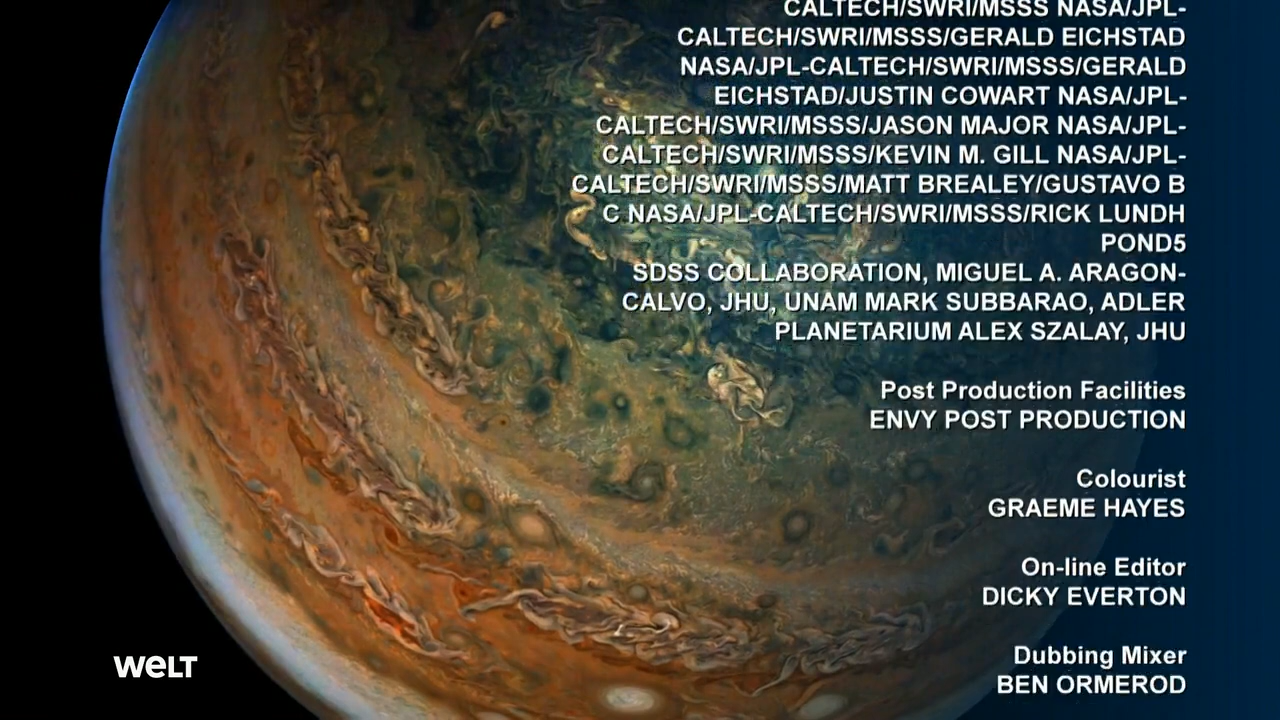 CALTECH/SWRI/MSSS NASA/JPL-
CALTECH/SWRI/MSSS/GERALD EICHSTAD
NASA/JPL-CALTECH/SWRI/MSSS/GERALD
EICHSTAD/JUSTIN COWART NASA/JPL-
CALTECH/SWRI/MSSS/JASON MAJOR NASA/JPL-
CALTECH/SWRI/MSSS/KEVIN M. GILL NASA/JPL-
CALTECH/SWRI/MSSS/MATT BREALEY/GUSTAVO B
C NASA/JPL-CALTECH/SWRI/MSSS/RICK LUNDH
POND5
SDSS COLLABORATION, MIGUEL A. ARAGON-
CALVO, JHU, UNAM MARK SUBBARAO, ADLER
PLANETARIUM ALEX SZALAY, JHU
Post Production Facilities
ENVY POST PRODUCTION
Colourist
GRAEME HAYES
On-line Editor
DICKY EVERTON
Dubbing Mixer
BEN ORMEROD
WELT